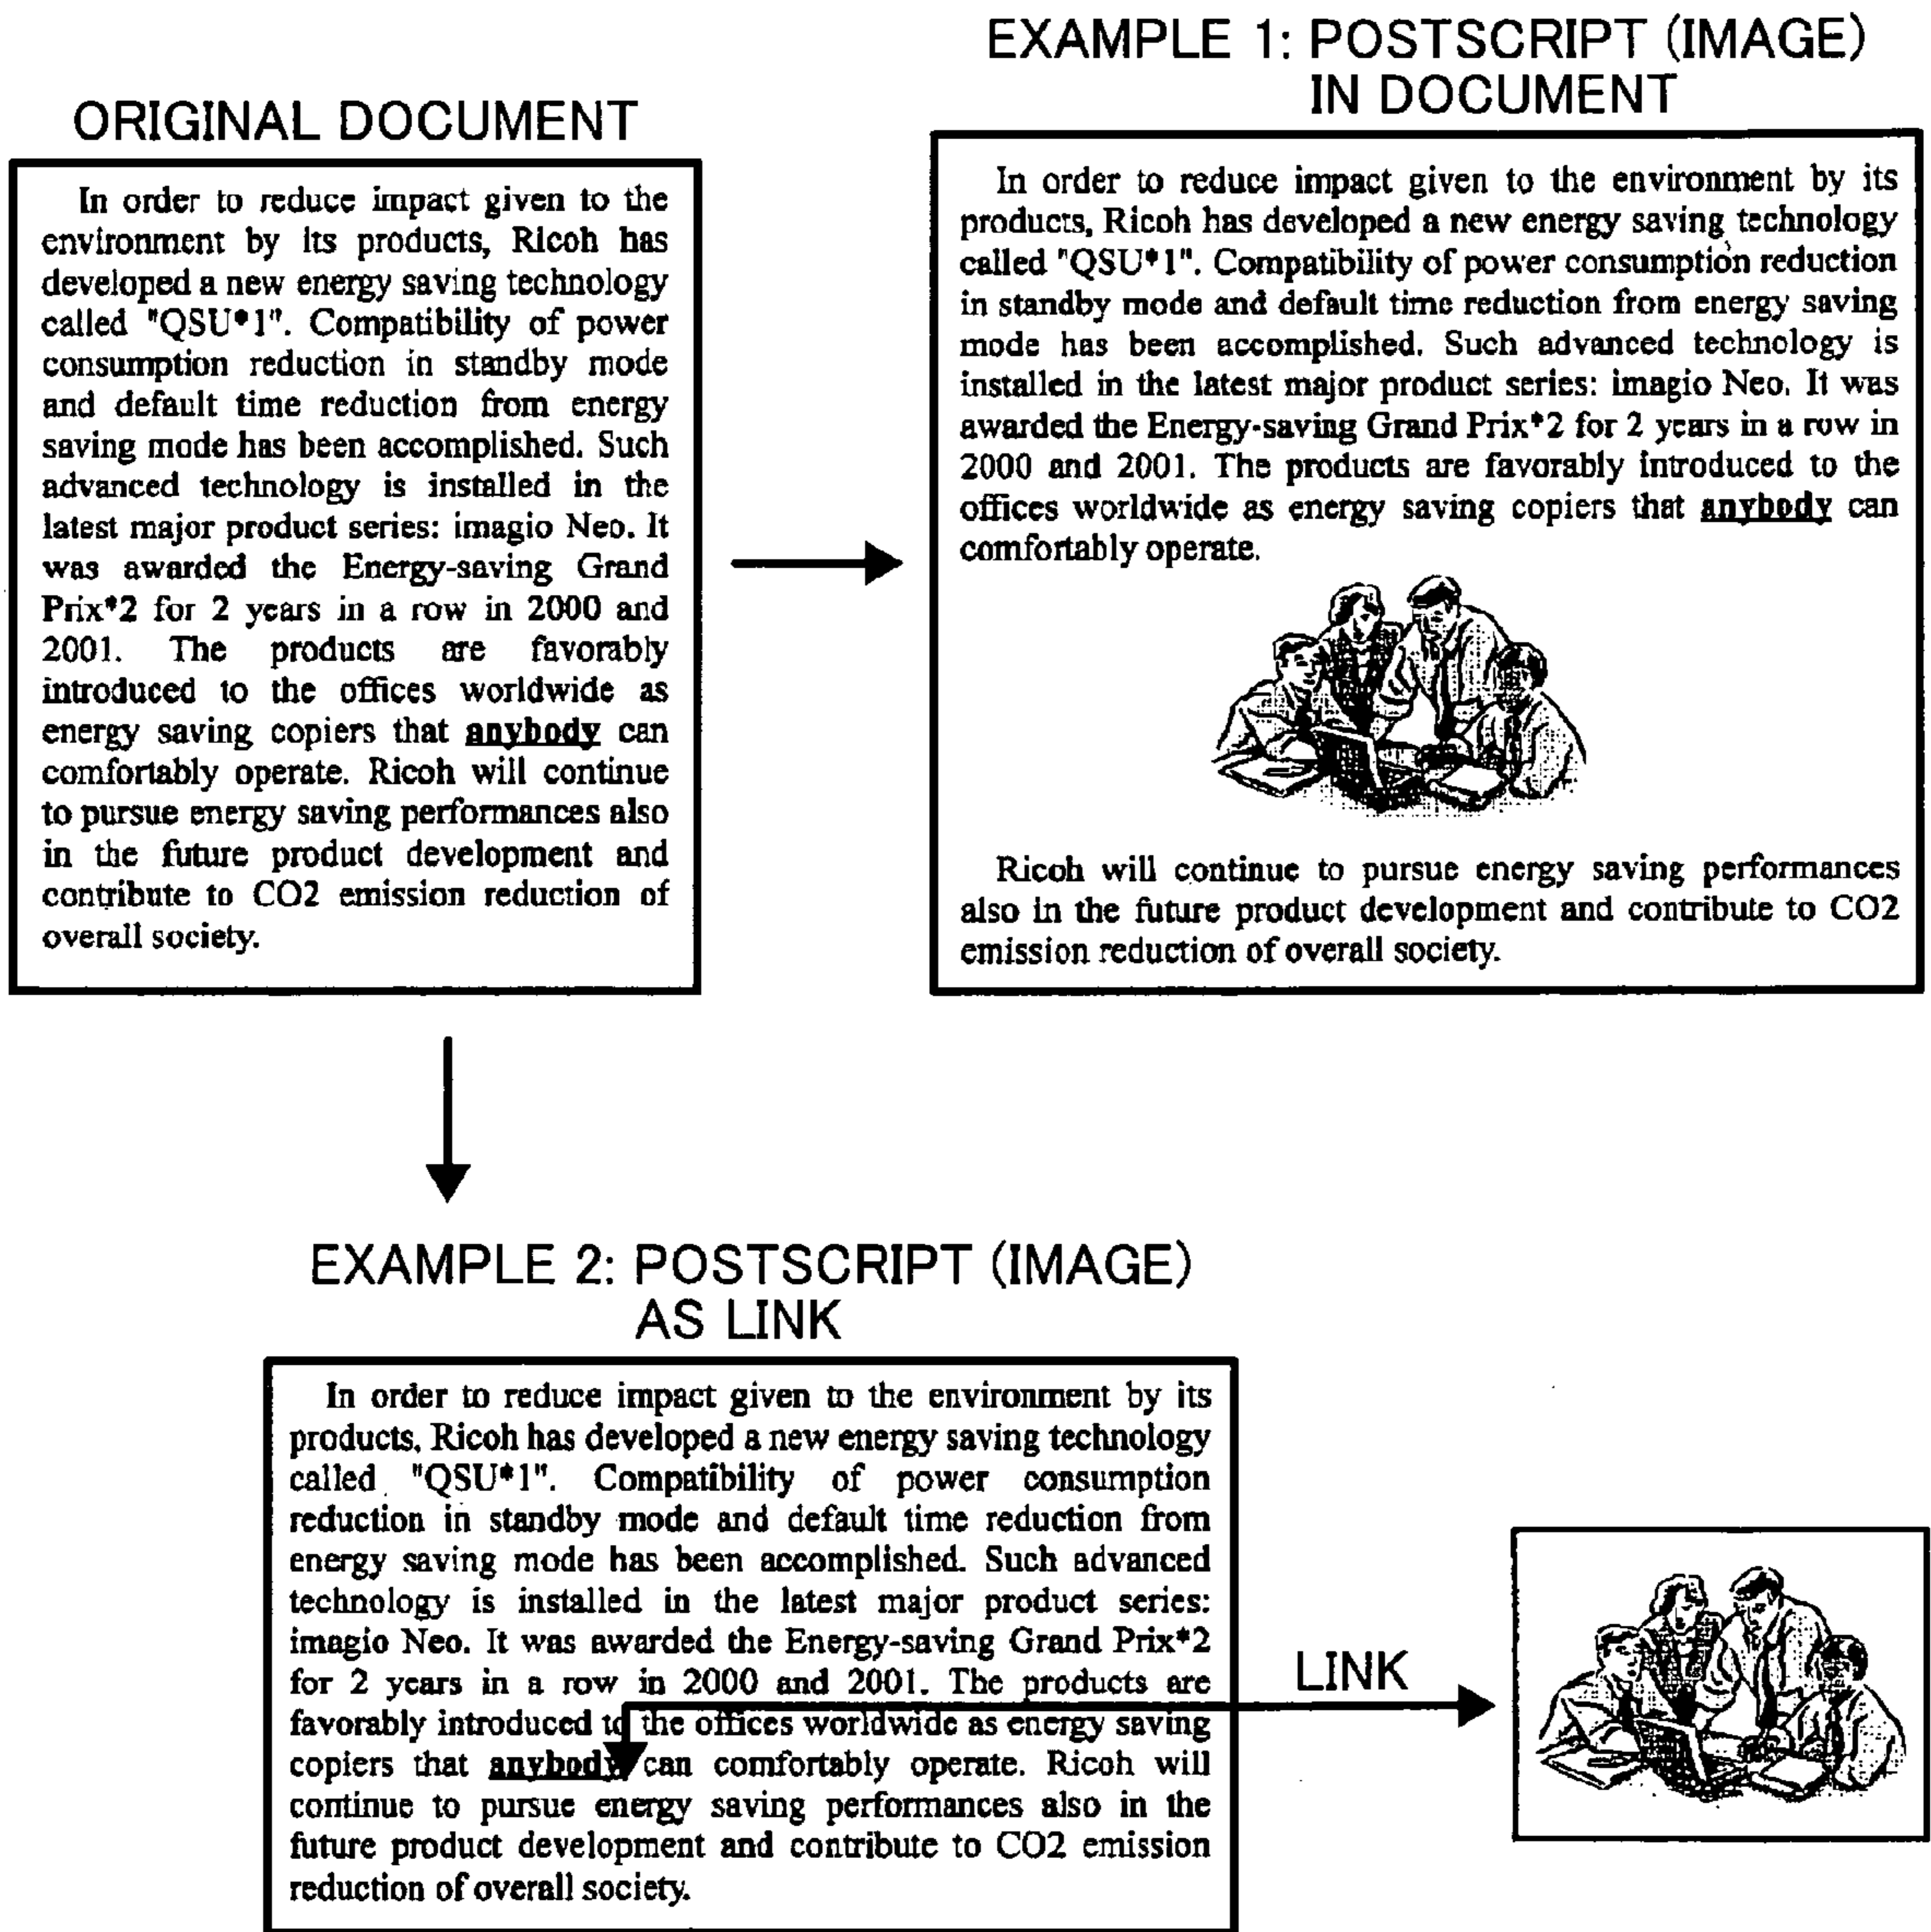 ORIGINAL DOCUMENT
In order to reduce impact given to the
environment by its products, Ricoh has
developed a new energy saving technology
called "QSU*1". Compatibility of power
consumption reduction in standby mode
and default time reduction from energy
saving mode has been accomplished. Such
advanced technology is installed in the
latest major product series: imagio Neo. It
was awarded the Energy-saving Grand
Prix*2 for 2 years in a row in 2000 and
2001. The products are favorably
introduced to the offices worldwide as
energy saving copiers that anybody can
comfortably operate. Ricoh will continue
to pursue energy saving performances also
in the future product development and
contribute to CO2 emission reduction of
overall society.
EXAMPLE 1: POSTSCRIPT (IMAGE)
IN DOCUMENT
In order to reduce impact given to the environment by its
products, Ricoh has developed a new energy saving technology
called "QSU*1". Compatibility of power consumption reduction
in standby mode and default time reduction from energy saving
mode has been accomplished. Such advanced technology is
installed in the latest major product series: imagio Neo. It was
awarded the Energy-saving Grand Prix*2 for 2 years in a row in
2000 and 2001. The products are favorably introduced to the
offices worldwide as energy saving copiers that anybody can
comfortably operate.
Ricoh will continue to pursue energy saving performances
also in the future product development and contribute to CO2
emission reduction of overall society.
EXAMPLE 2: POSTSCRIPT (IMAGE)
AS LINK
In order to reduce impact given to the environment by its
products, Ricoh has developed a new energy saving technology
called "QSU*1". Compatibility of power consumption
reduction in standby mode and default time reduction from
energy saving mode has been accomplished. Such advanced
technology is installed in the latest major product series:
imagio Neo. It was awarded the Energy-saving Grand Prix*2
for 2 years in a row in 2000 and 2001. The products are
favorably introduced to the offices worldwide as energy saving
copiers that anybody can comfortably operate. Ricoh will
continue to pursue energy saving performances also in the
future product development and contribute to CO2 emission
reduction of overall society.
LINK